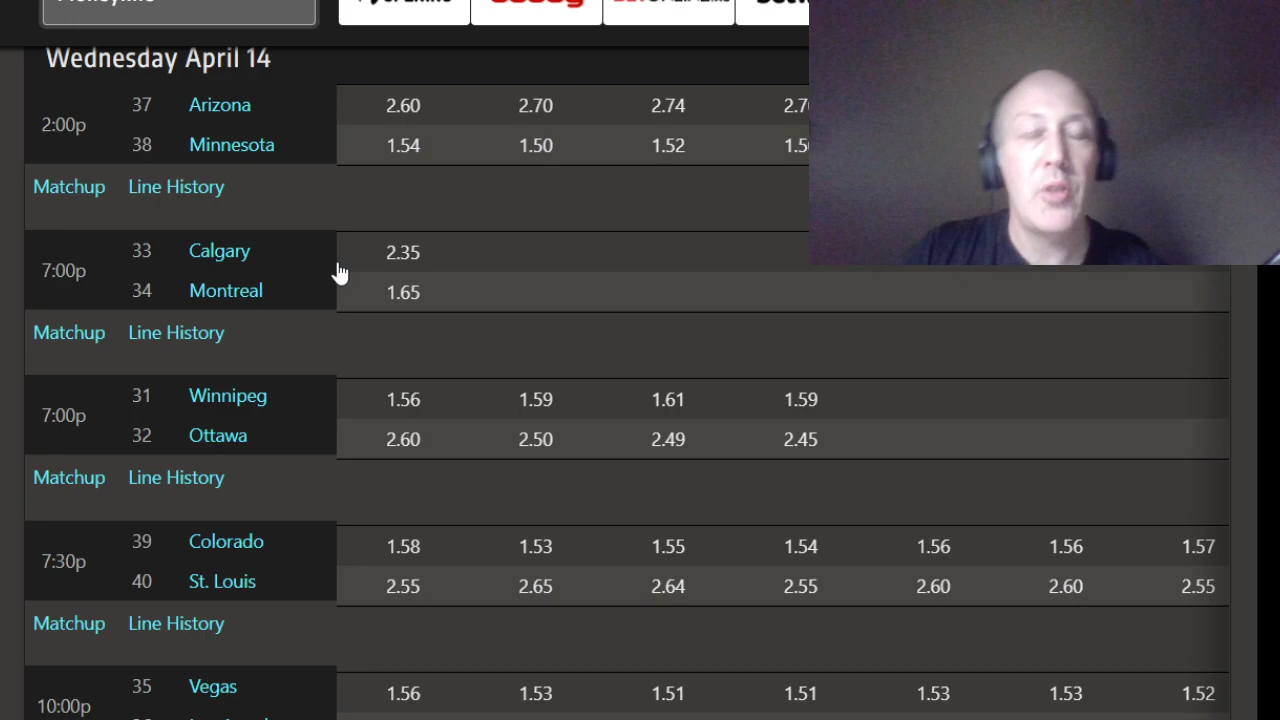 Wednesday April 14
2:00p
37 Arizona 2.60 2.70 2.74
38 Minnesota 1.54 1.50 1.52
Matchup Line History
7:00p
33 Calgary 2.35
34 Montreal 1.65
Matchup Line History
7:00p
31 Winnipeg 1.56 1.59 1.61 1.59
32 Ottawa 2.60 2.50 2.49 2.45
Matchup Line History
7:30p
39 Colorado 1.58 1.53 1.55 1.54 1.56 1.56 1.57
40 St. Louis 2.55 2.65 2.64 2.55 2.60 2.60 2.55
Matchup Line History
10:00p
35 Vegas 1.56 1.53 1.51 1.51 1.53 1.53 1.52